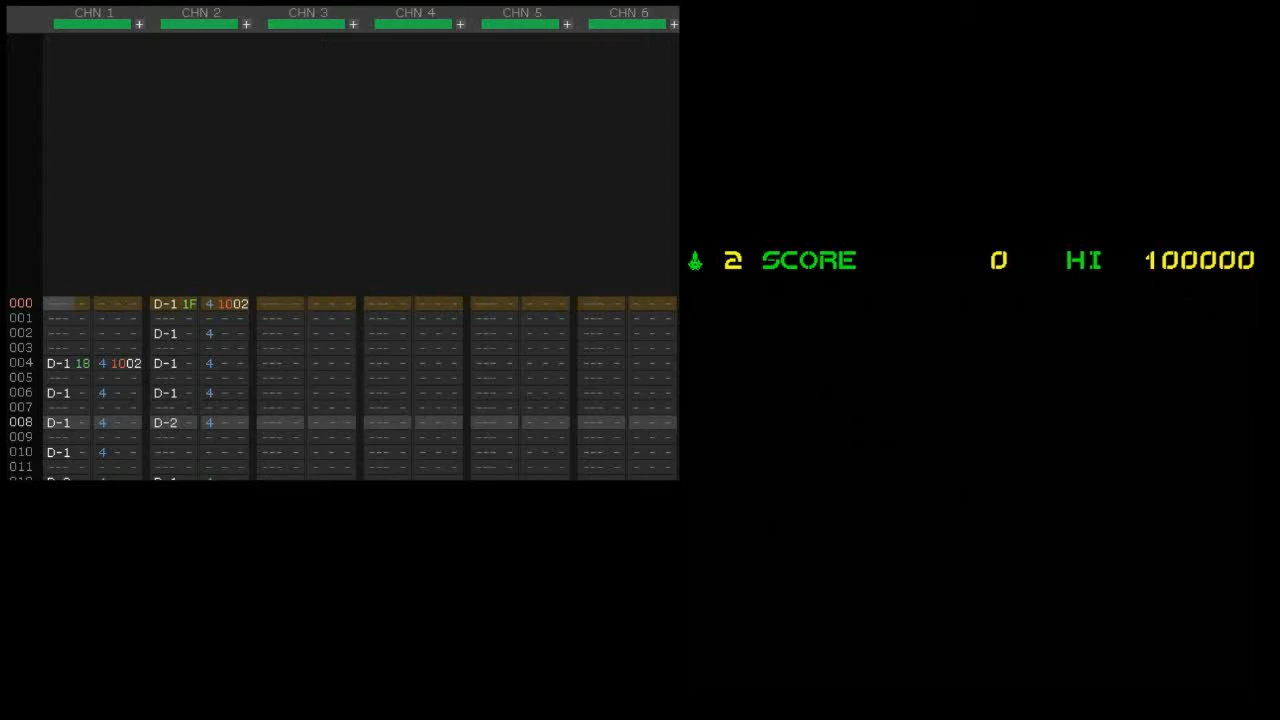 CHN 1 + CHN 2 + CHN 3 + CHN 4 + CHN 5 + CHN 6 +
2 SCORE 0 HI 100000
000 --- - - - - D-1 1F 4 1002 --- - - - - --- - - - - --- - - - - --- - - - - --- - - - - --- - - - - --- - - - - --- - - - -
001 --- - - - - --- - - - - --- - - - - --- - - - - --- - - - - --- - - - -
002 --- - - - - D-1 - 4 - - --- - - - - --- - - - - --- - - - - --- - - - -
003 --- - - - - --- - - - - --- - - - - --- - - - - --- - - - - --- - - - -
004 D-1 18 4 1002 D-1 - 4 - - --- - - - - --- - - - - --- - - - - --- - - - -
005 --- - - - - --- - - - - --- - - - - --- - - - - --- - - - - --- - - - -
006 D-1 - 4 - - D-1 - 4 - - --- - - - - --- - - - - --- - - - - --- - - - -
007 --- - - - - --- - - - - --- - - - - --- - - - - --- - - - - --- - - - -
008 D-1 - 4 - - D-2 - 4 - - --- - - - - --- - - - - --- - - - - --- - - - -
009 --- - - - - --- - - - - --- - - - - --- - - - - --- - - - - --- - - - -
010 D-1 - 4 - - --- - - - - --- - - - - --- - - - - --- - - - - --- - - - -
011 --- - - - - --- - - - - --- - - - - --- - - - - --- - - - - --- - - - -